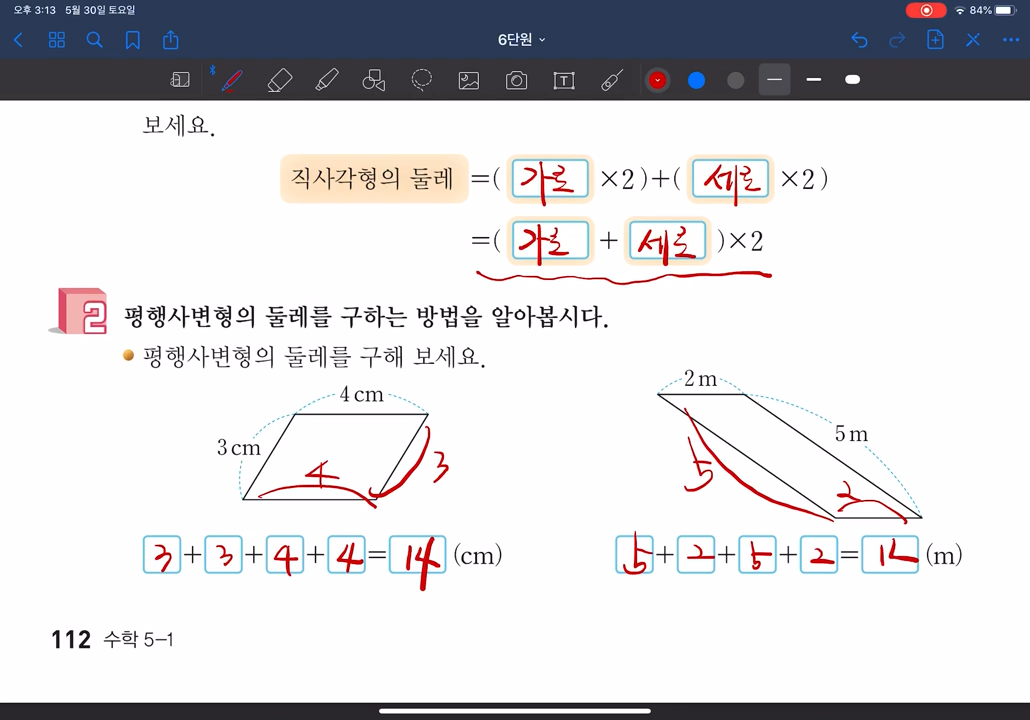 오후 3:13 5월 30일 토요일
84%
6단원
T
보세요.
직사각형의 둘레 =( 가로 ×2)+( 세로 ×2)
=( 가로 + 세로 )×2
2 평행사변형의 둘레를 구하는 방법을 알아봅시다.
평행사변형의 둘레를 구해 보세요.
4 cm
3 cm
4
3
3+3+4+4=14 (cm)
2 m
5 m
5
2
5+2+5+2=14 (m)
112 수학 5-1